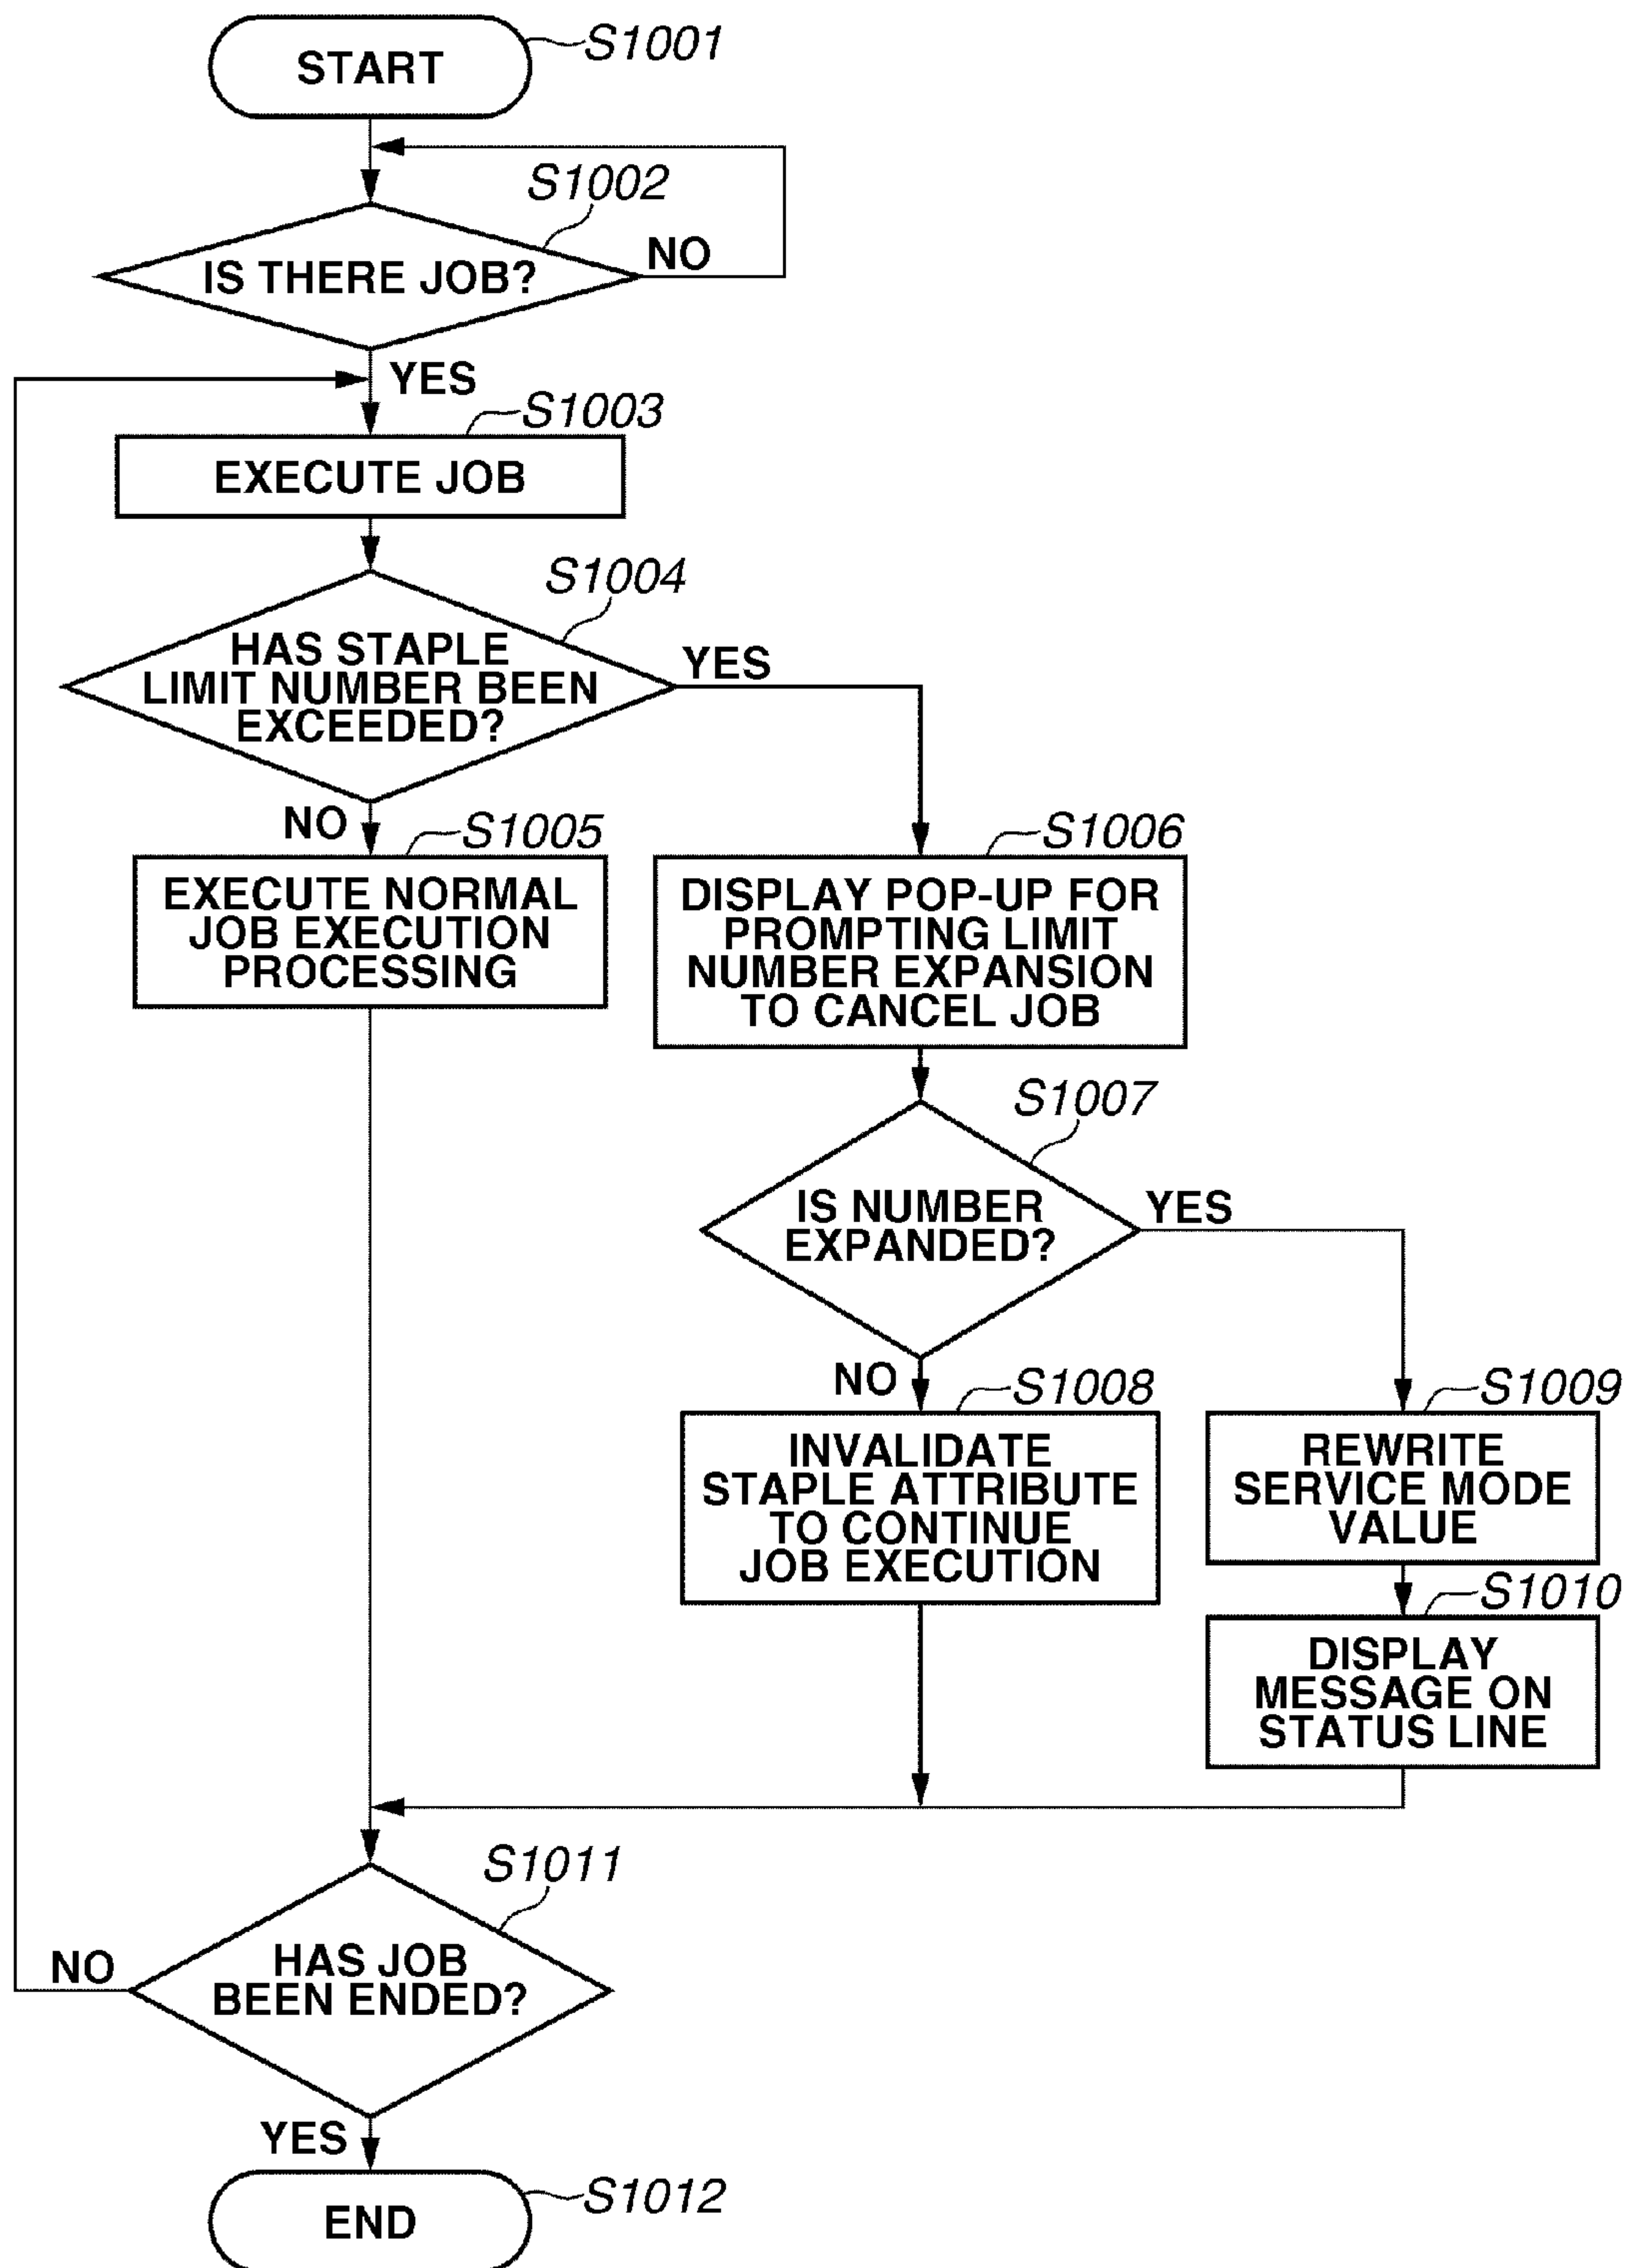 START
S1001
S1002
IS THERE JOB?
NO
YES
S1003
EXECUTE JOB
S1004
HAS STAPLE
LIMIT NUMBER BEEN
EXCEEDED?
YES
NO
S1005
EXECUTE NORMAL
JOB EXECUTION
PROCESSING
S1006
DISPLAY POP-UP FOR
PROMPTING LIMIT
NUMBER EXPANSION
TO CANCEL JOB
S1007
IS NUMBER
EXPANDED?
YES
NO
S1008
INVALIDATE
STAPLE ATTRIBUTE
TO CONTINUE
JOB EXECUTION
S1009
REWRITE
SERVICE MODE
VALUE
S1010
DISPLAY
MESSAGE ON
STATUS LINE
S1011
HAS JOB
BEEN ENDED?
NO
YES
END
S1012